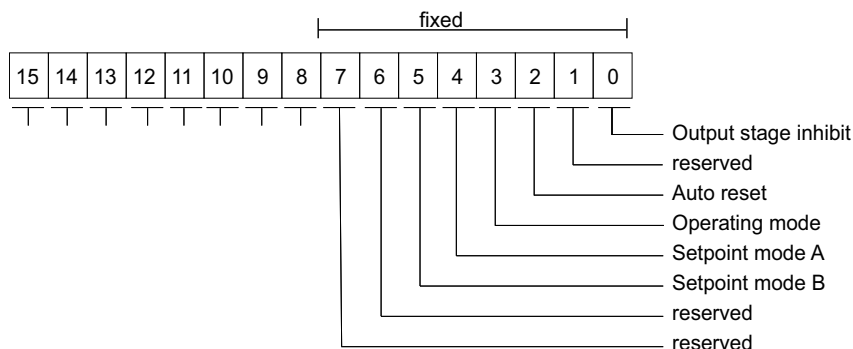 fixed
15 14 13 12 11 10 9 8 7 6 5 4 3 2 1 0
Output stage inhibit
reserved
Auto reset
Operating mode
Setpoint mode A
Setpoint mode B
reserved
reserved